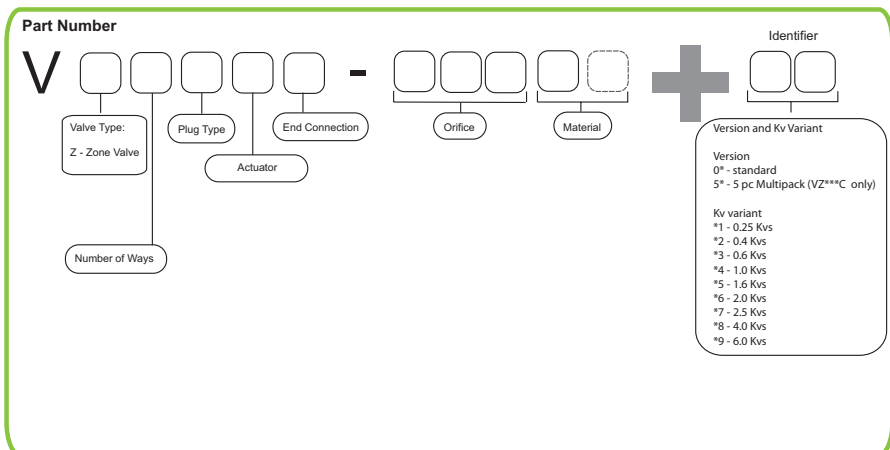 Part Number
Identifier
V -
Valve Type:
Z - Zone Valve
Plug Type
End Connection
Orifice
Material
Actuator
Number of Ways
Version and Kv Variant
Version
0* - standard
5* - 5 pc Multipack (VZ***C only)
Kv variant
*1 - 0.25 Kvs
*2 - 0.4 Kvs
*3 - 0.6 Kvs
*4 - 1.0 Kvs
*5 - 1.6 Kvs
*6 - 2.0 Kvs
*7 - 2.5 Kvs
*8 - 4.0 Kvs
*9 - 6.0 Kvs